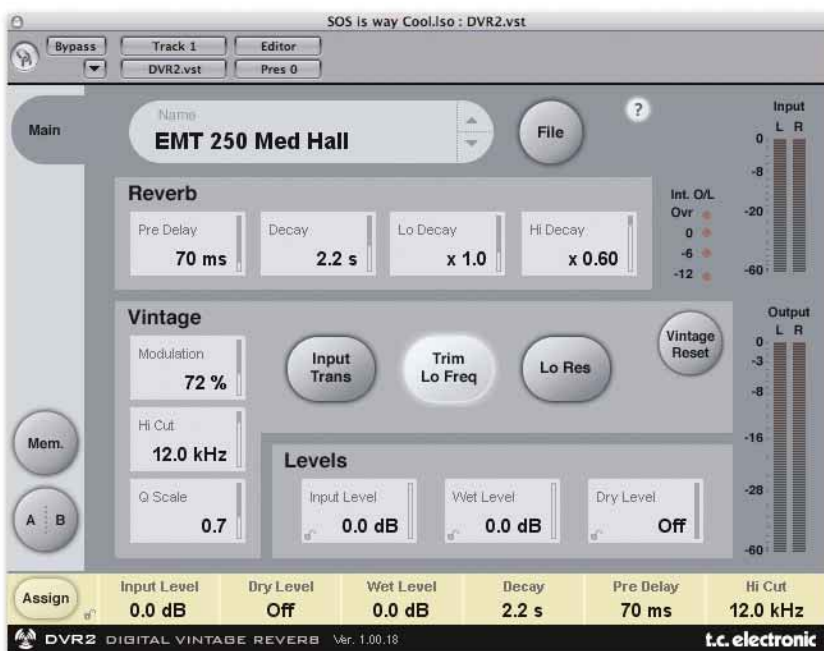 SOS is way Cool.lso : DVR2.vst
Bypass Track 1 Editor
DVR2.vst Pres 0
Main
Name
EMT 250 Med Hall
File
?
Input
L R
0
-8
-20
-60
Reverb
Pre Delay
70 ms
Decay
2.2 s
Lo Decay
x 1.0
Hi Decay
x 0.60
Int. O/L
Ovr
0
-6
-12
Vintage
Modulation
72 %
Hi Cut
12.0 kHz
Q Scale
0.7
Input
Trans
Trim
Lo Freq
Lo Res
Vintage
Reset
Output
L R
0
-3
-8
-16
-28
-60
Mem.
A B
Levels
Input Level
0.0 dB
Wet Level
0.0 dB
Dry Level
Off
Assign
Input Level Dry Level Wet Level Decay Pre Delay Hi Cut
0.0 dB Off 0.0 dB 2.2 s 70 ms 12.0 kHz
DVR2 DIGITAL VINTAGE REVERB Ver. 1.00.18
t.c. electronic